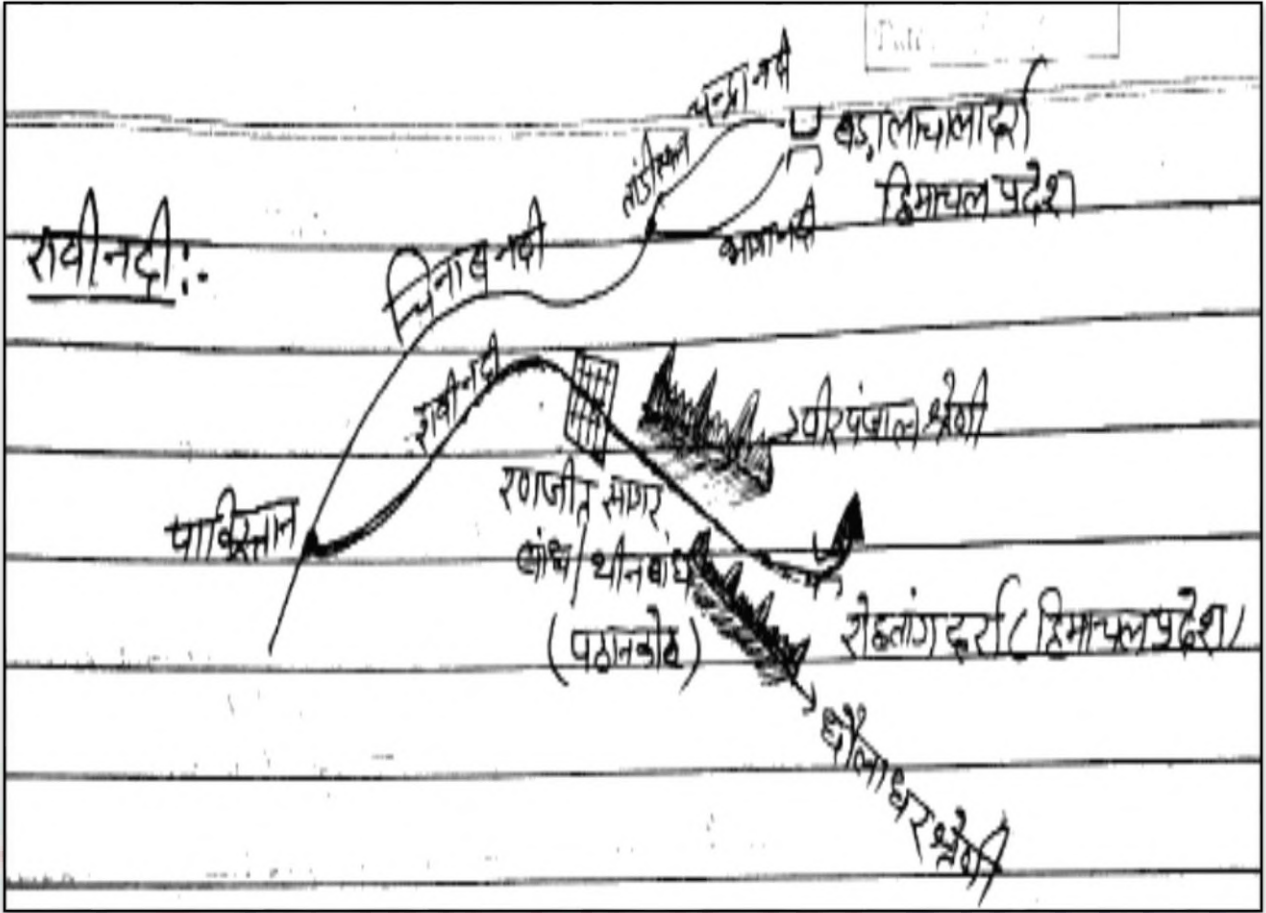 चन्द्रा नदी
बड़ालाचालादर्रा
हिमाचल प्रदेश
तांडीस्थान
भागानदी
रावी नदी :-
चिनाब नदी
रावी नदी
पीरपंजाल श्रेणी
पाकिस्तान
रणजीत सागर
बांध / थीन बांध
(पठानकोट)
रोहतांग दर्रा (हिमाचल प्रदेश)
धौलाधर श्रेणी